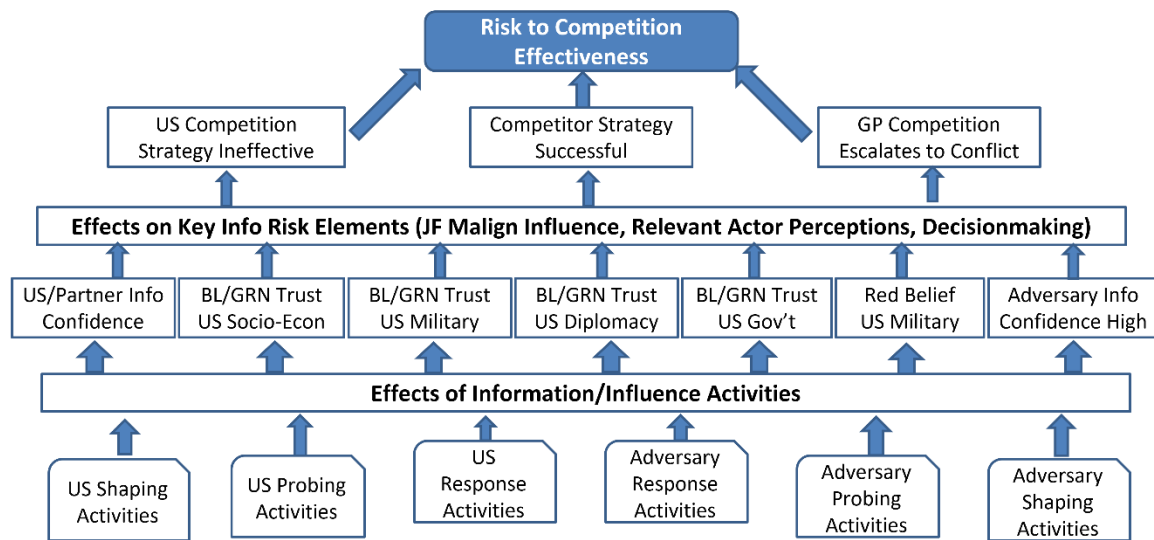 Risk to Competition
Effectiveness
US Competition
Strategy Ineffective
Competitor Strategy
Successful
GP Competition
Escalates to Conflict
Effects on Key Info Risk Elements (JF Malign Influence, Relevant Actor Perceptions, Decisionmaking)
US/Partner Info
Confidence
BL/GRN Trust
US Socio-Econ
BL/GRN Trust
US Military
BL/GRN Trust
US Diplomacy
BL/GRN Trust
US Gov’t
Red Belief
US Military
Adversary Info
Confidence High
Effects of Information/Influence Activities
US Shaping
Activities
US Probing
Activities
US
Response
Activities
Adversary
Response
Activities
Adversary
Probing
Activities
Adversary
Shaping
Activities